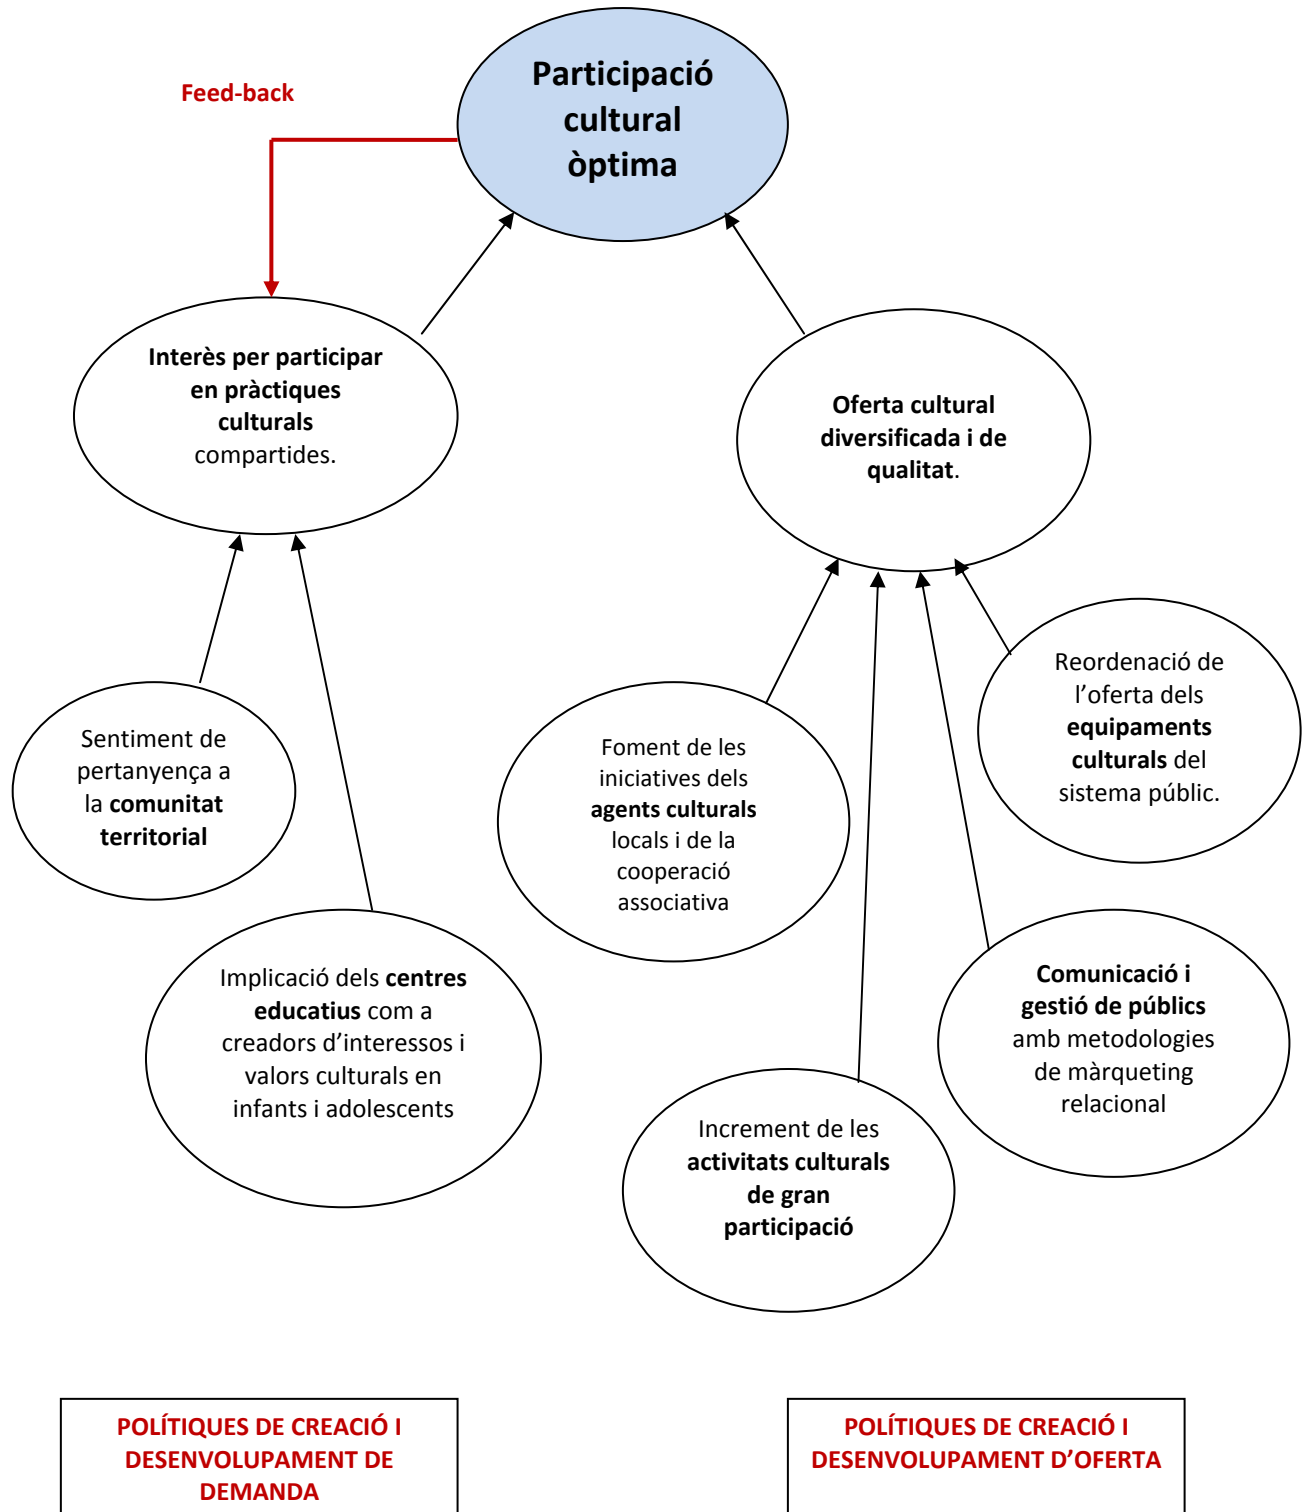 Participació
cultural
òptima
Feed-back
Interès per participar
en pràctiques
culturals
compartides.
Oferta cultural
diversificada i de
qualitat.
Sentiment de
pertanyença a
la comunitat
territorial
Foment de les
iniciatives dels
agents culturals
locals i de la
cooperació
associativa
Reordenació de
l’oferta dels
equipaments
culturals del
sistema públic.
Implicació dels centres
educatius com a
creadors d’interessos i
valors culturals en
infants i adolescents
Comunicació i
gestió de públics
amb metodologies
de màrqueting
relacional
Increment de les
activitats culturals
de gran
participació
POLÍTIQUES DE CREACIÓ I
DESENVOLUPAMENT DE
DEMANDA
POLÍTIQUES DE CREACIÓ I
DESENVOLUPAMENT D’OFERTA